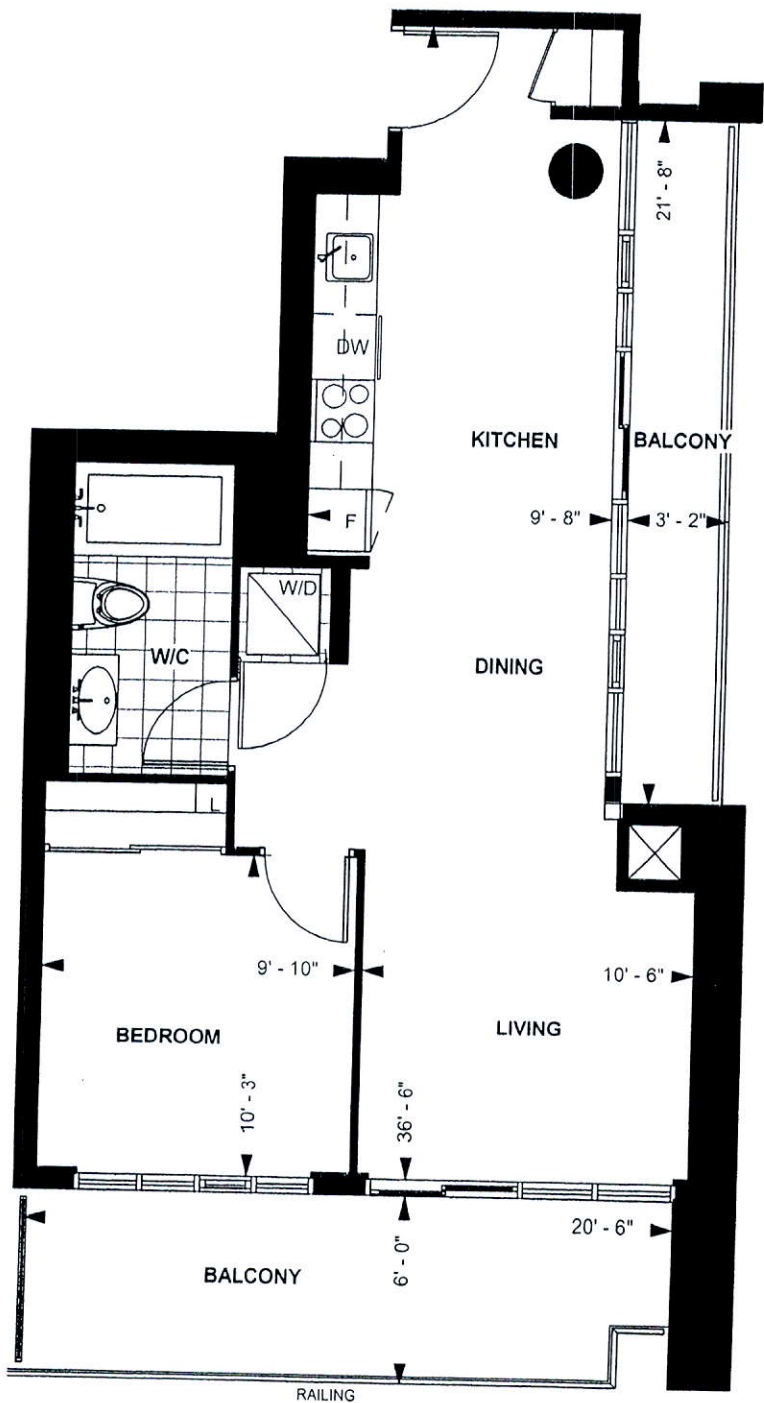 21' - 8"
DW
KITCHEN
BALCONY
F
9' - 8"
3' - 2"
W/D
W/C
DINING
L
9' - 10"
10' - 6"
BEDROOM
LIVING
10' - 3"
36' - 6"
20' - 6"
6' - 0"
BALCONY
RAILING